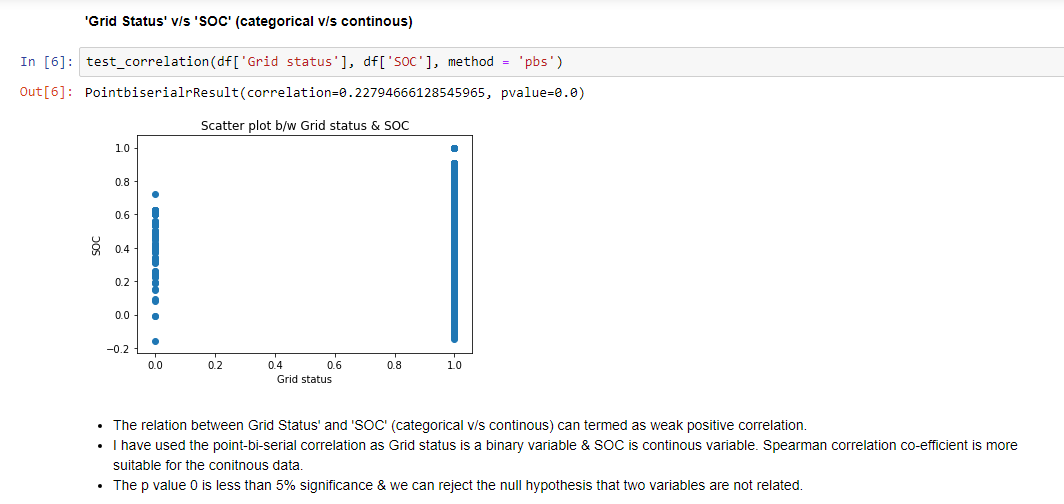 'Grid Status' v/s 'SOC' (categorical v/s continous)
In [6]: test_correlation(df['Grid status'], df['SOC'], method = 'pbs')
Out[6]: PointbiserialrResult(correlation=0.22794666128545965, pvalue=0.0)
Scatter plot b/w Grid status & SOC
1.0
0.8
0.6
0.4
0.2
0.0
−0.2
SOC
0.0 0.2 0.4 0.6 0.8 1.0
Grid status
• The relation between Grid Status' and 'SOC' (categorical v/s continous) can termed as weak positive correlation.
• I have used the point-bi-serial correlation as Grid status is a binary variable & SOC is continous variable. Spearman correlation co-efficient is more
suitable for the conitnous data.
• The p value 0 is less than 5% significance & we can reject the null hypothesis that two variables are not related.